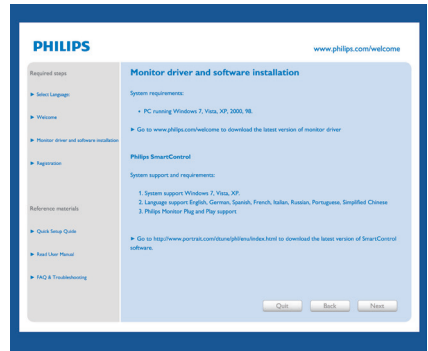 PHILIPS
www.philips.com/welcome
Required steps
► Select Language:
► Welcome
► Monitor driver and software installation
► Registration
Reference materials
► Quick Setup Guide
► Read User Manual
► FAQ & Troubleshooting
Monitor driver and software installation
System requirements:
• PC running Windows 7, Vista, XP, 2000, 98.
► Go to www.philips.com/welcome to download the latest version of monitor driver
Philips SmartControl
System support and requirements:
1. System support Windows 7, Vista, XP.
2. Language support English, German, Spanish, French, Italian, Russian, Portuguese, Simplified Chinese
3. Philips Monitor Plug and Play support
► Go to http://www.portrait.com/dtune/phl/enu/index.html to download the latest version of SmartControl
software.
Quit
Back
Next